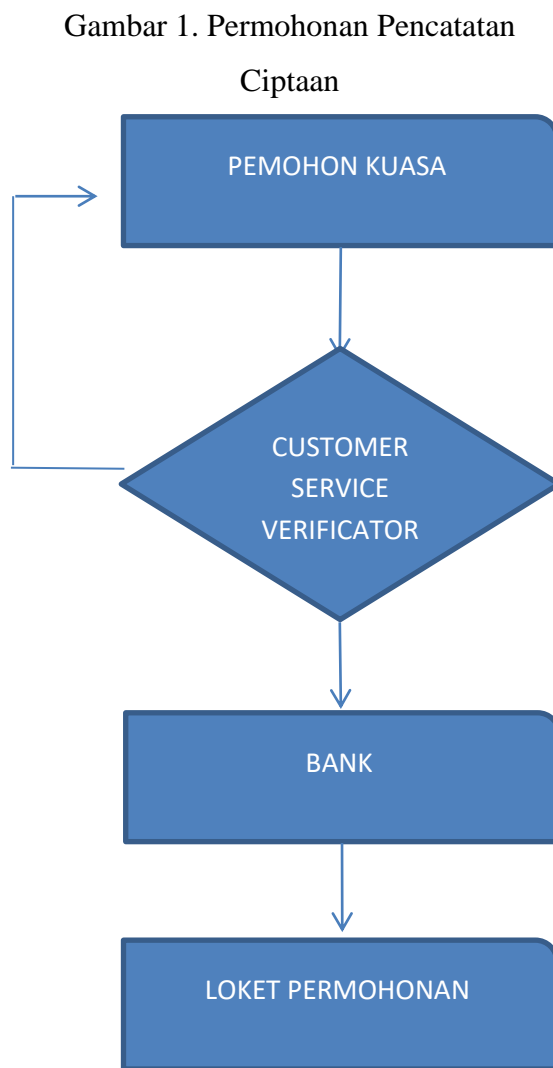 Gambar 1. Permohonan Pencatatan
Ciptaan
PEMOHON KUASA
CUSTOMER
SERVICE
VERIFICATOR
BANK
LOKET PERMOHONAN